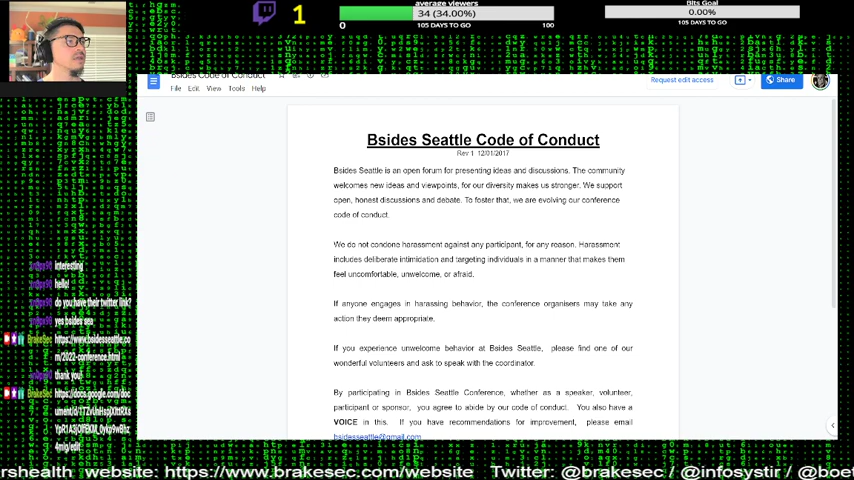 1
average viewers
34 (34.00%)
0
105 DAYS TO GO
100
Bits Goal
0.00%
105 DAYS TO GO
Bsides Code of Conduct
File Edit View Tools Help
Request edit access
Share
Bsides Seattle Code of Conduct
Rev 1 12/01/2017
Bsides Seattle is an open forum for presenting ideas and discussions. The community
welcomes new ideas and viewpoints, for our diversity makes us stronger. We support
open, honest discussions and debate. To foster that, we are evolving our conference
code of conduct.
We do not condone harassment against any participant, for any reason. Harassment
includes deliberate intimidation and targeting individuals in a manner that makes them
feel uncomfortable, unwelcome, or afraid.
If anyone engages in harassing behavior, the conference organisers may take any
action they deem appropriate.
If you experience unwelcome behavior at Bsides Seattle, please find one of our
wonderful volunteers and ask to speak with the coordinator.
By participating in Bsides Seattle Conference, whether as a speaker, volunteer,
participant or sponsor, you agree to abide by our code of conduct. You also have a
VOICE in this. If you have recommendations for improvement, please email
bsidesseattle@gmail.com
interesting
hello!
do you have their twitter link?
yes bsides sea
BrakeSec https://www.bsidesseattle.co
m/2022-conference.html
thank you!
BrakeSec https://docs.google.com/doc
4mig/edit
rshealth website: https://www.brakesec.com/website Twitter: @brakesec / @infosystir / @boet